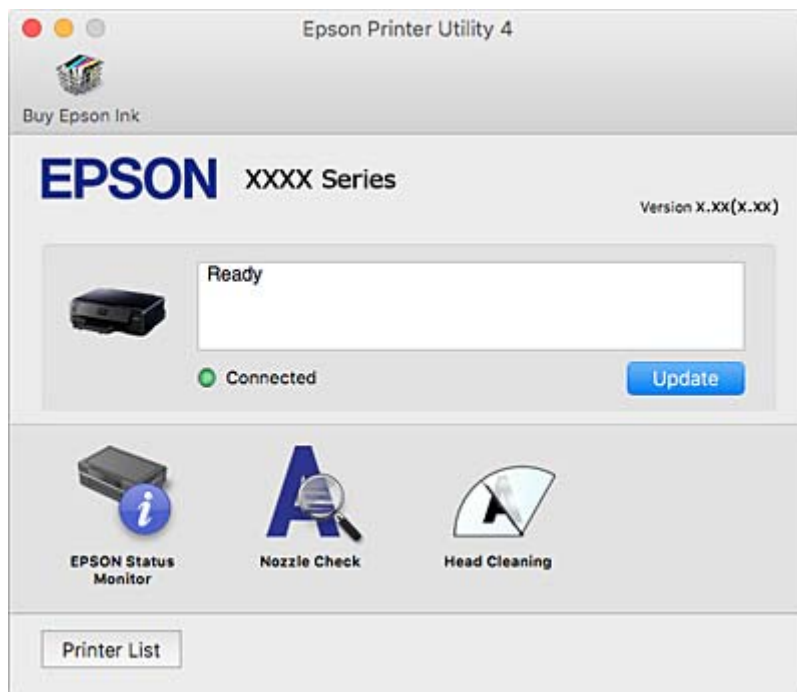 Epson Printer Utility 4
Buy Epson Ink
EPSON XXXX Series
Version X.XX(X.XX)
Ready
Connected
Update
EPSON Status
Monitor
Nozzle Check
Head Cleaning
Printer List